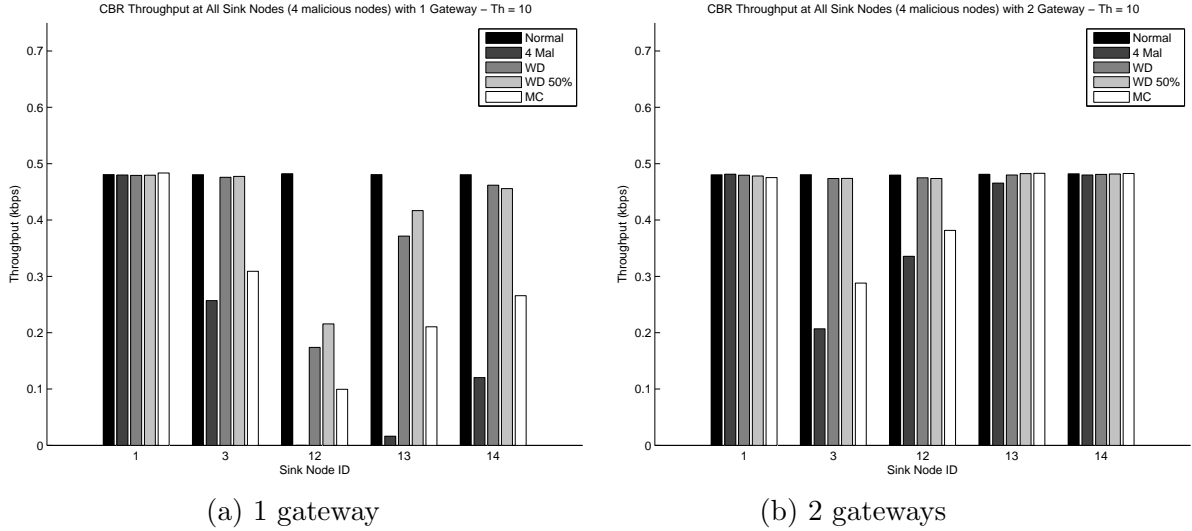 CBR Throughput at All Sink Nodes (4 malicious nodes) with 1 Gateway – Th = 10
Normal
4 Mal
WD
WD 50%
MC
0.7
0.6
0.5
0.4
0.3
0.2
0.1
0
Throughput (kbps)
1 3 12 13 14
Sink Node ID
(a) 1 gateway
CBR Throughput at All Sink Nodes (4 malicious nodes) with 2 Gateway – Th = 10
Normal
4 Mal
WD
WD 50%
MC
0.7
0.6
0.5
0.4
0.3
0.2
0.1
0
Throughput (kbps)
1 3 12 13 14
Sink Node ID
(b) 2 gateways